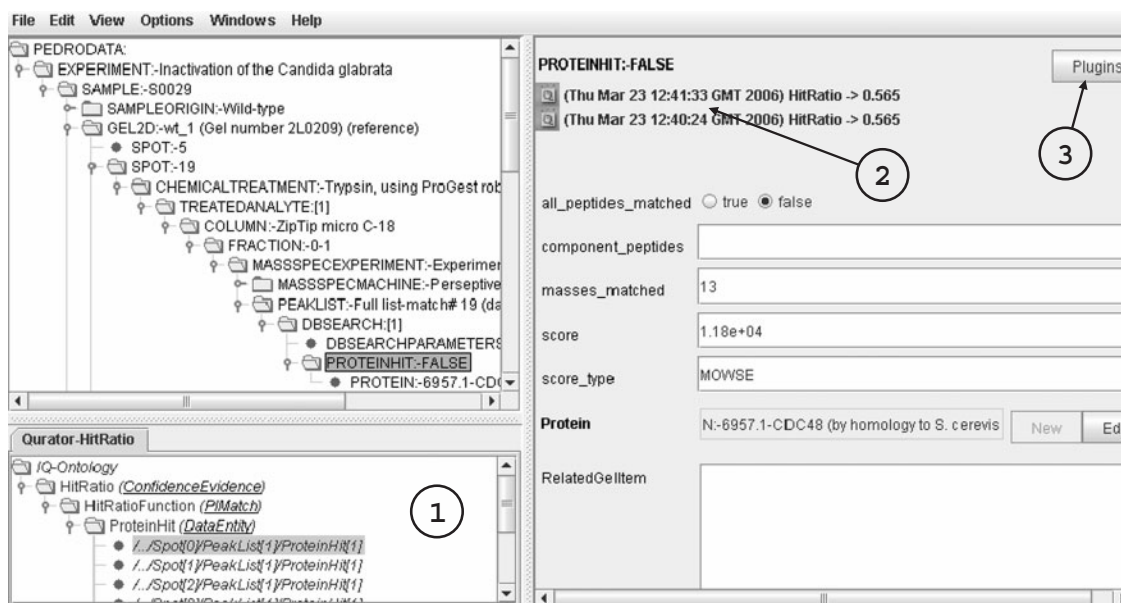 File Edit View Options Windows Help
PEDRODATA:
EXPERIMENT:-Inactivation of the Candida glabrata
SAMPLE:-S0029
SAMPLEORIGIN:-Wild-type
GEL2D:-wt_1 (Gel number 2L0209) (reference)
SPOT:-5
SPOT:-19
CHEMICALTREATMENT:-Trypsin, using ProGest rob
TREATEDANALYTE:[1]
COLUMN:-ZipTip micro C-18
FRACTION:-0-1
MASSSPECEXPERIMENT:-Experimer
MASSSPECMACHINE:-Perseptive
PEAKLIST:-Full list-match# 19 (da
DBSEARCH:[1]
DBSEARCHPARAMETERS
PROTEINHIT:-FALSE
PROTEIN:-6957.1-CD
Qurator-HitRatio
IQ-Ontology
HitRatio (ConfidenceEvidence)
HitRatioFunction (PIMatch)
ProteinHit (DataEntity)
/../Spot[0]/PeakList[1]/ProteinHit[1]
/../Spot[1]/PeakList[1]/ProteinHit[1]
/../Spot[2]/PeakList[1]/ProteinHit[1]
1
PROTEINHIT:-FALSE
Plugins
(Thu Mar 23 12:41:33 GMT 2006) HitRatio -> 0.565
(Thu Mar 23 12:40:24 GMT 2006) HitRatio -> 0.565
2
3
all_peptides_matched true false
component_peptides
masses_matched 13
score 1.18e+04
score_type MOWSE
Protein N:-6957.1-CDC48 (by homology to S. cerevis New Ed
RelatedGelItem